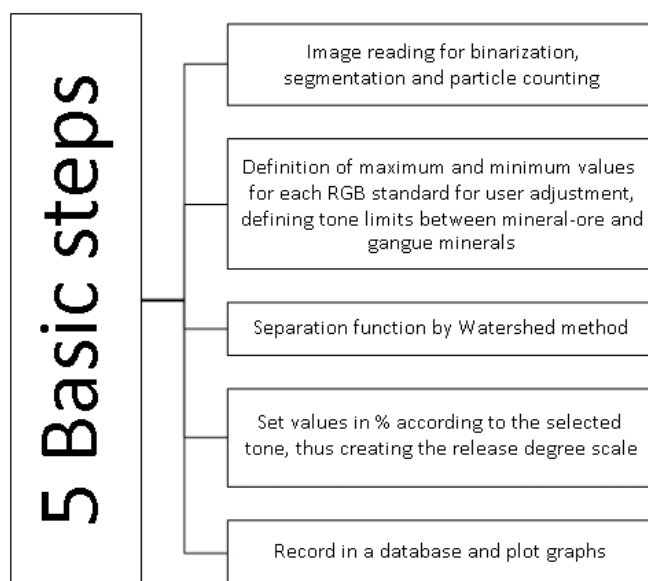 5 Basic steps
Image reading for binarization,
segmentation and particle counting
Definition of maximum and minimum values
for each RGB standard for user adjustment,
defining tone limits between mineral-ore and
gangue minerals
Separation function by Watershed method
Set values in % according to the selected
tone, thus creating the release degree scale
Record in a database and plot graphs